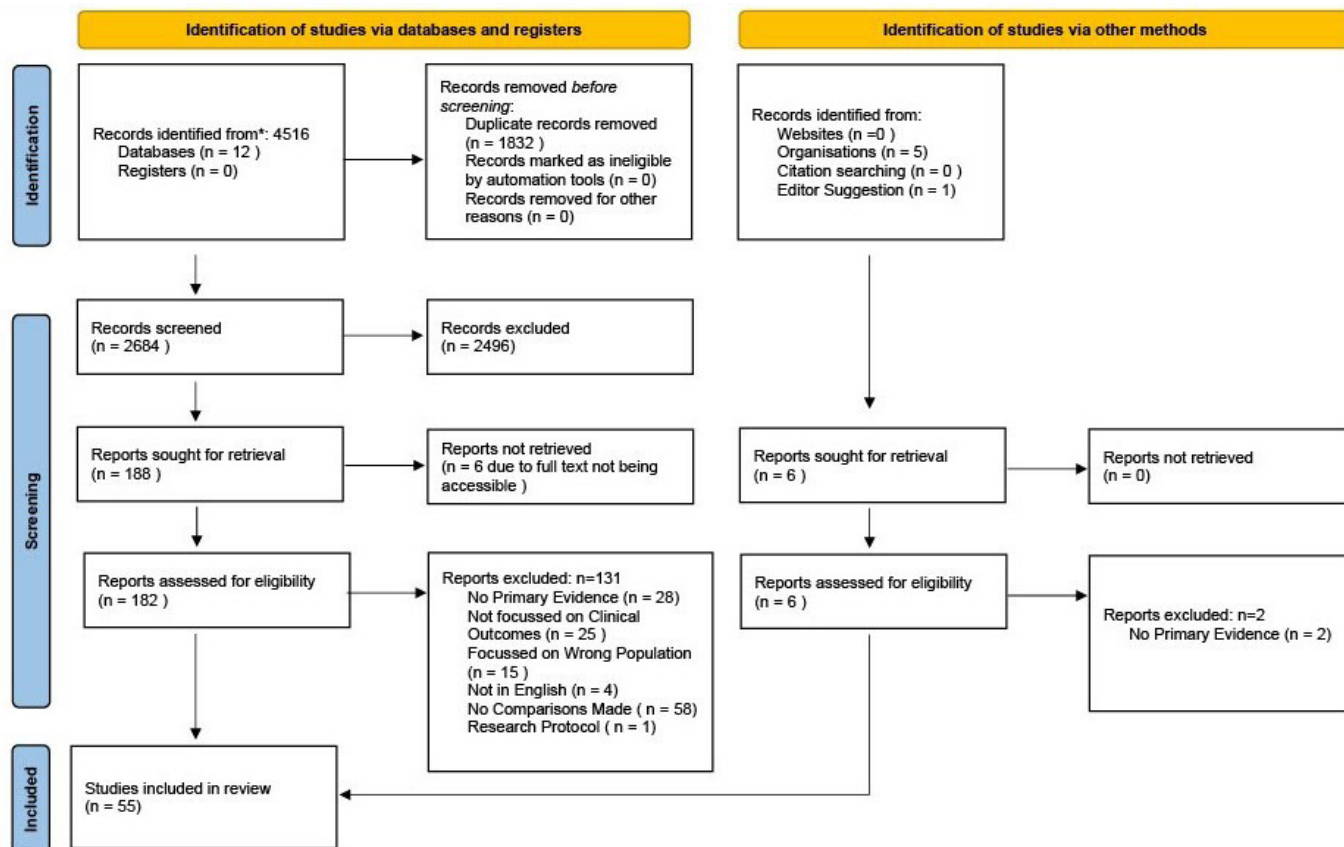 Identification of studies via databases and registers
Identification of studies via other methods
Identification
Records identified from*: 4516
Databases (n = 12 )
Registers (n = 0)
Records removed before
screening:
Duplicate records removed
(n = 1832 )
Records marked as ineligible
by automation tools (n = 0)
Records removed for other
reasons (n = 0)
Records identified from:
Websites (n =0 )
Organisations (n = 5)
Citation searching (n = 0 )
Editor Suggestion (n = 1)
Screening
Records screened
(n = 2684 )
Records excluded
(n = 2496)
Reports sought for retrieval
(n = 188 )
Reports not retrieved
(n = 6 due to full text not being
accessible )
Reports sought for retrieval
(n = 6 )
Reports not retrieved
(n = 0)
Reports assessed for eligibility
(n = 182 )
Reports excluded: n=131
No Primary Evidence (n = 28)
Not focussed on Clinical
Outcomes (n = 25 )
Focussed on Wrong Population
(n = 15 )
Not in English (n = 4)
No Comparisons Made ( n = 58)
Research Protocol ( n = 1)
Reports assessed for eligibility
(n = 6 )
Reports excluded: n=2
No Primary Evidence (n = 2)
Included
Studies included in review
(n = 55)